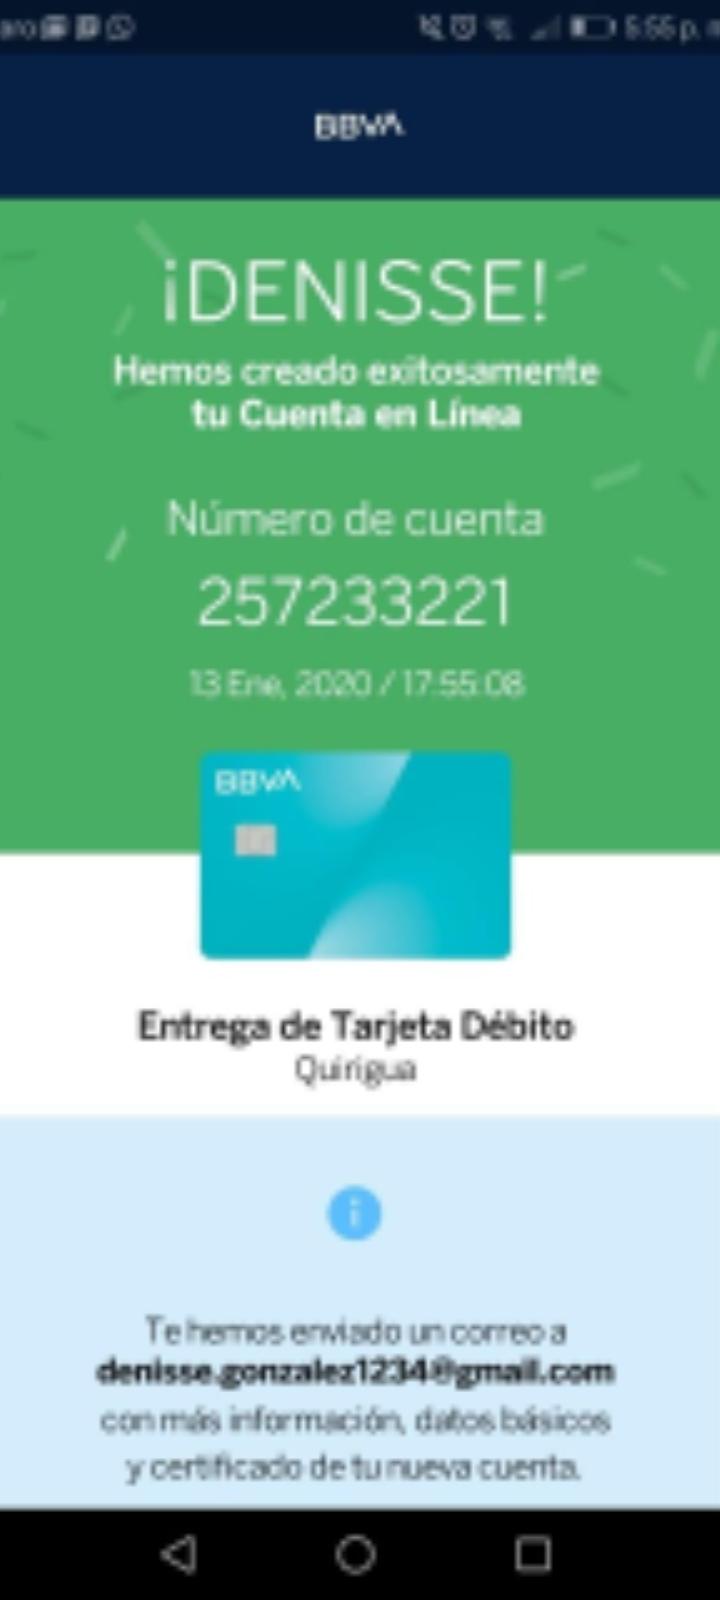 aro 5:55 p. m
BBVA
¡DENISSE!
Hemos creado exitosamente
tu Cuenta en Línea
Número de cuenta
257233221
13 Ene, 2020 / 17:55:08
BBVA
Entrega de Tarjeta Débito
Quirigua
Te hemos enviado un correo a
denisse.gonzalez1234@gmail.com
con más información, datos básicos
y certificado de tu nueva cuenta.